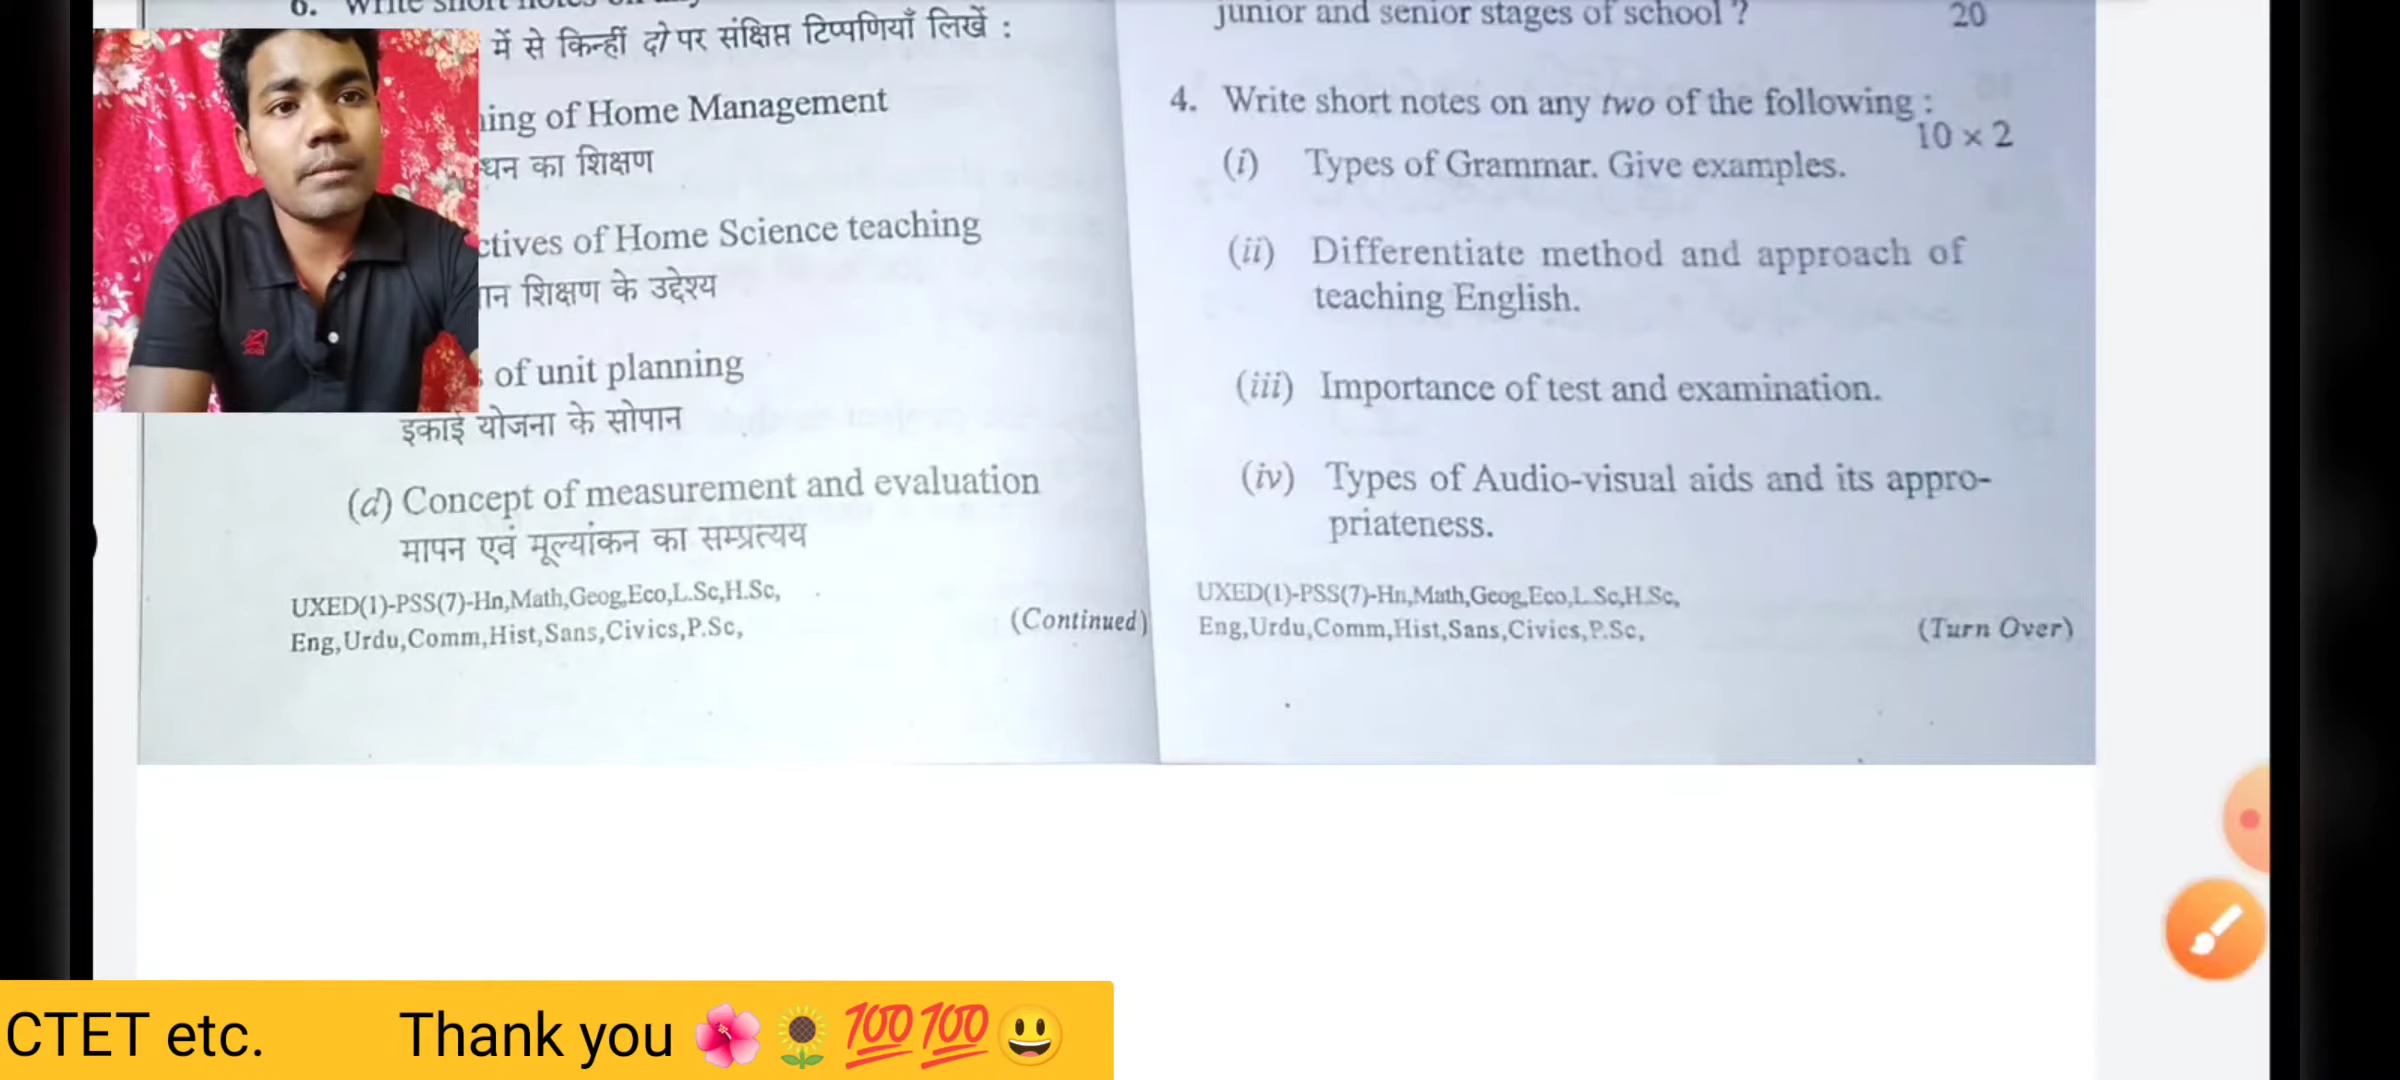 6. Write short notes on any
में से किन्हीं दो पर संक्षिप्त टिप्पणियाँ लिखें :
ing of Home Management
का शिक्षण
ctives of Home Science teaching
शिक्षण के उद्देश्य
of unit planning
इकाई योजना के सोपान
(d) Concept of measurement and evaluation
मापन एवं मूल्यांकन का सम्प्रत्यय
UXED(1)-PSS(7)-Hn,Math,Geog,Eco,L.Sc,H.Sc,
Eng,Urdu,Comm,Hist,Sans,Civics,P.Sc,
(Continued)
junior and senior stages of school ?
20
4. Write short notes on any two of the following :
10 × 2
(i) Types of Grammar. Give examples.
(ii) Differentiate method and approach of
teaching English.
(iii) Importance of test and examination.
(iv) Types of Audio-visual aids and its appro-
priateness.
UXED(1)-PSS(7)-Hn,Math,Geog,Eco,L.Sc,H.Sc,
Eng,Urdu,Comm,Hist,Sans,Civics,P.Sc,
(Turn Over)
CTET etc. Thank you 🌺🌻💯💯😃